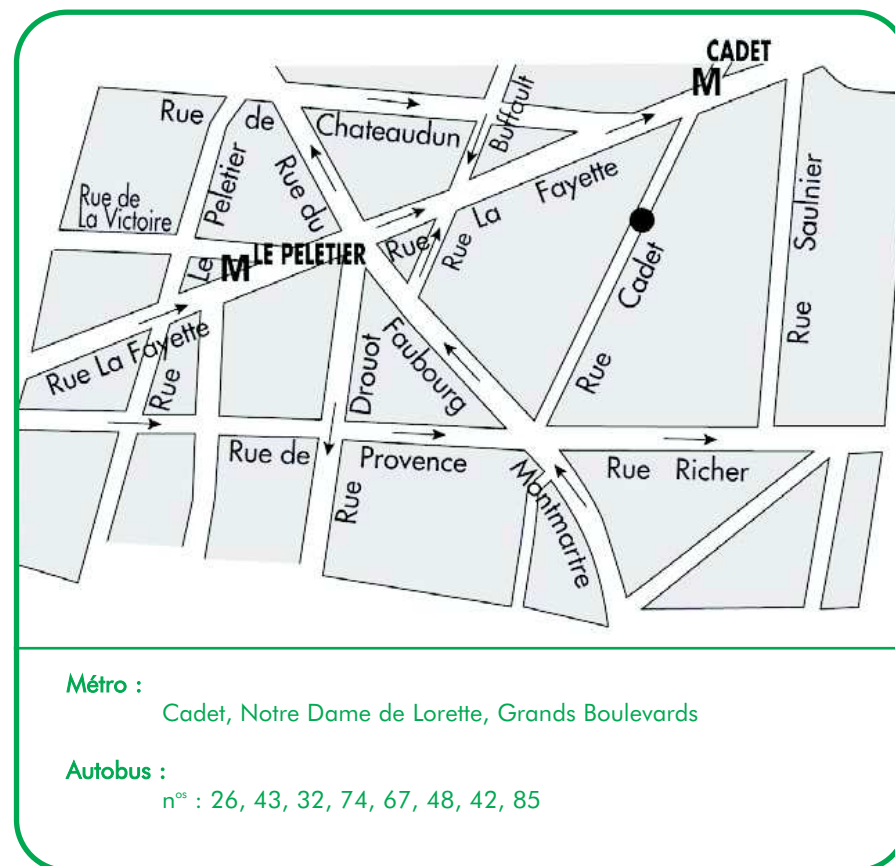 CADET
M
Rue de
Chateaudun
Buffault
Rue de
La Victoire
Le Peletier
Rue du
M LE PELETIER
Rue
Rue
La Fayette
Rue Cadet
Rue Saulnier
Rue La Fayette
Rue
Drouot
Faubourg
Rue de
Provence
Rue
Montmartre
Rue Richer
Métro :
Cadet, Notre Dame de Lorette, Grands Boulevards
Autobus :
nos : 26, 43, 32, 74, 67, 48, 42, 85